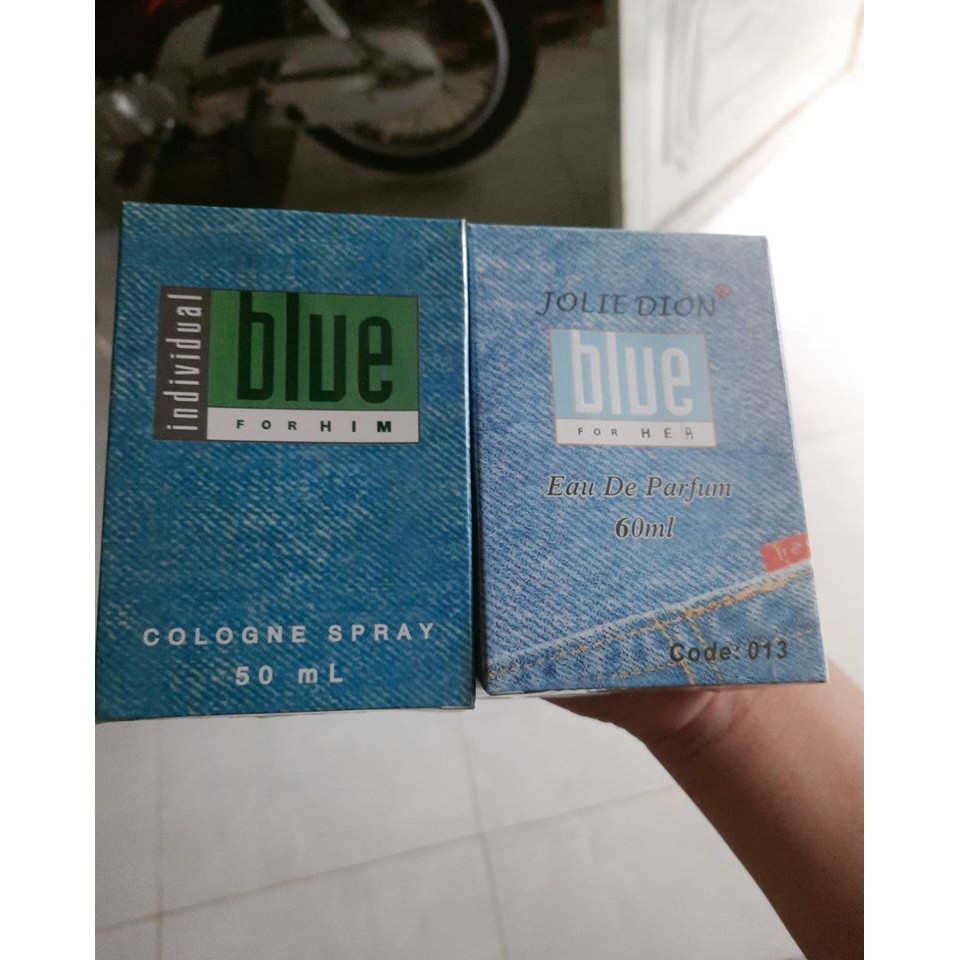 individual
blue
FOR HIM
COLOGNE SPRAY
50 mL
JOLIE DION®
blue
FOR HER
Eau De Parfum
60ml
Code: 013